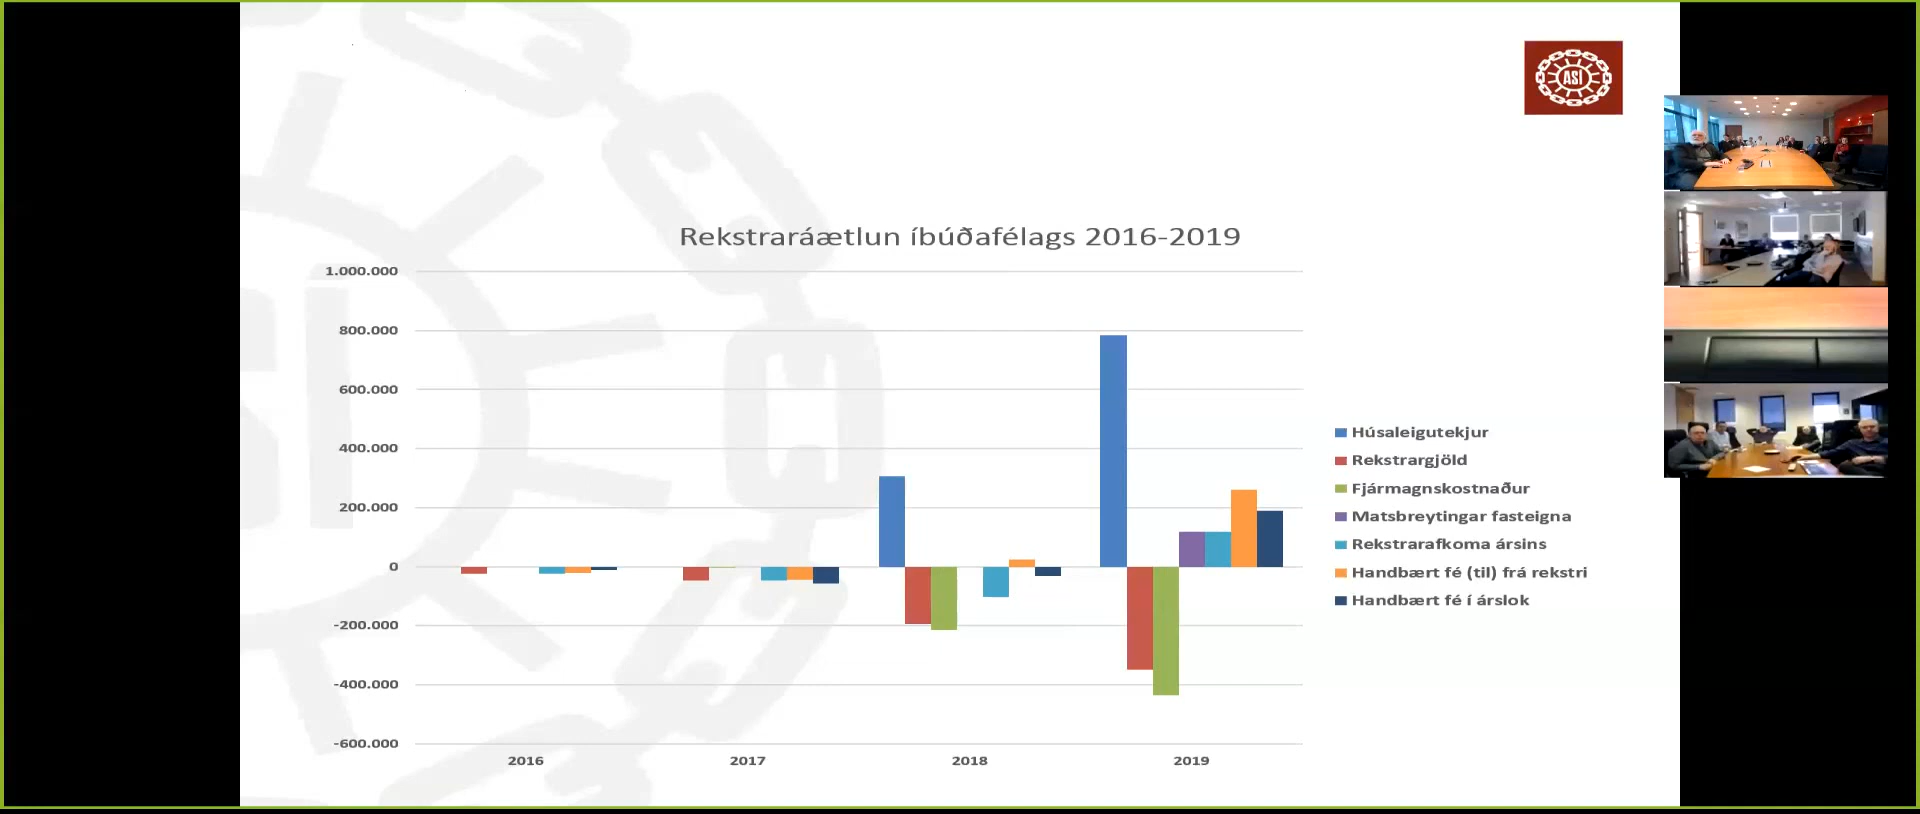 ASÍ
Rekstraráætlun íbúðafélags 2016-2019
1.000.000
800.000
600.000
400.000
200.000
0
-200.000
-400.000
-600.000
2016 2017 2018 2019
Húsaleigutekjur
Rekstrargjöld
Fjármagnskostnaður
Matsbreytingar fasteigna
Rekstrarafkoma ársins
Handbært fé (til) frá rekstri
Handbært fé í árslok